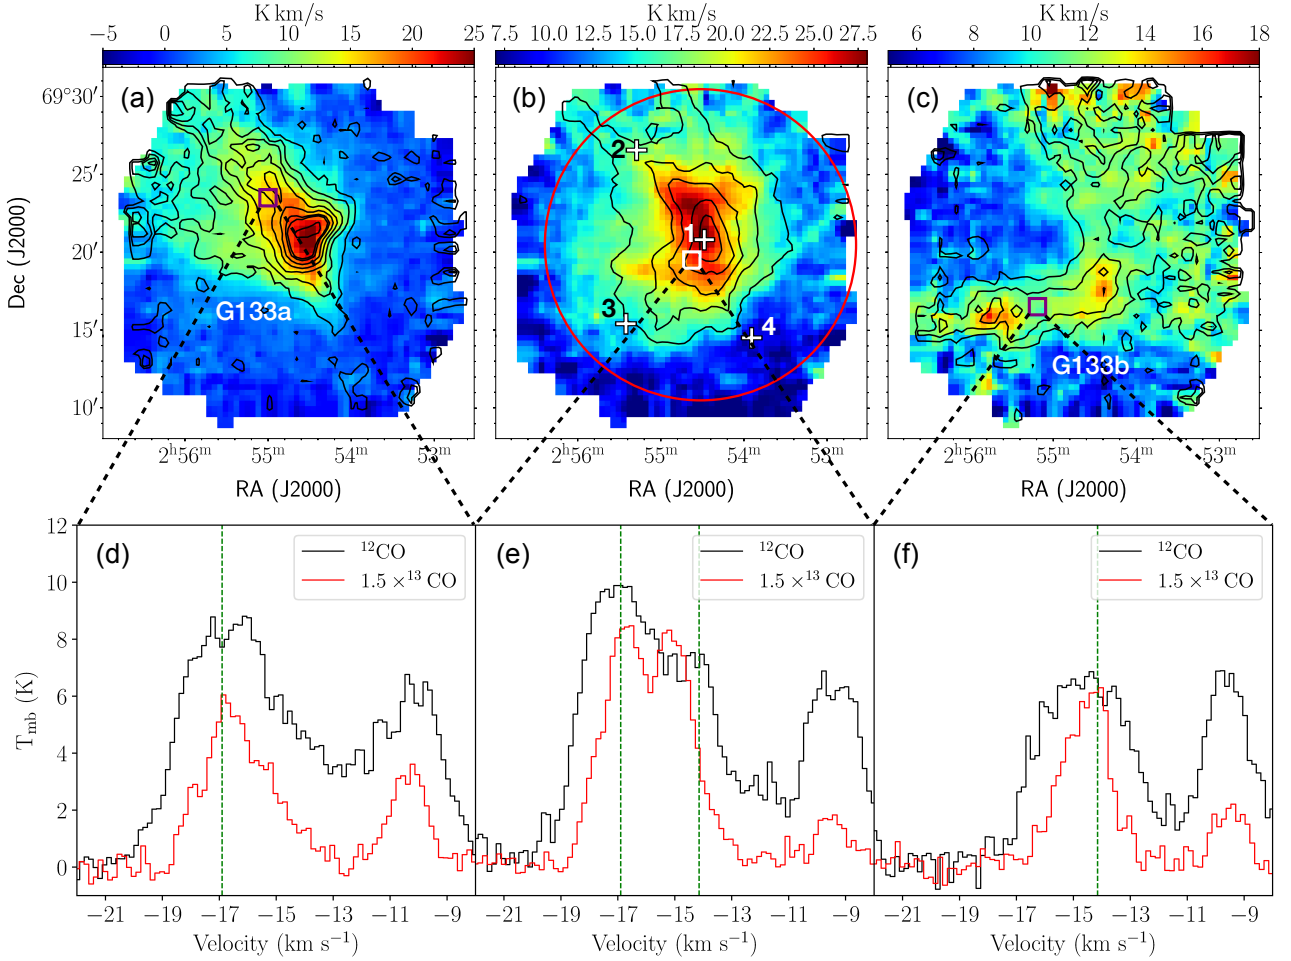 K km/s K km/s K km/s
−5 0 5 10 15 20 25 7.5 10.0 12.5 15.0 17.5 20.0 22.5 25.0 27.5 6 8 10 12 14 16 18
(a) (b) (c)
69°30′
25′
20′
15′
10′
Dec (J2000)
G133a
1
2
3
4
G133b
2ʰ56ᵐ 55ᵐ 54ᵐ 53ᵐ 2ʰ56ᵐ 55ᵐ 54ᵐ 53ᵐ 2ʰ56ᵐ 55ᵐ 54ᵐ 53ᵐ
RA (J2000) RA (J2000) RA (J2000)
(d) (e) (f)
¹²CO ¹²CO ¹²CO
1.5 ×¹³ CO 1.5 ×¹³ CO 1.5 ×¹³ CO
12
10
8
6
4
2
0
Tmb (K)
−21 −19 −17 −15 −13 −11 −9 −21 −19 −17 −15 −13 −11 −9 −21 −19 −17 −15 −13 −11 −9
Velocity (km s⁻¹) Velocity (km s⁻¹) Velocity (km s⁻¹)